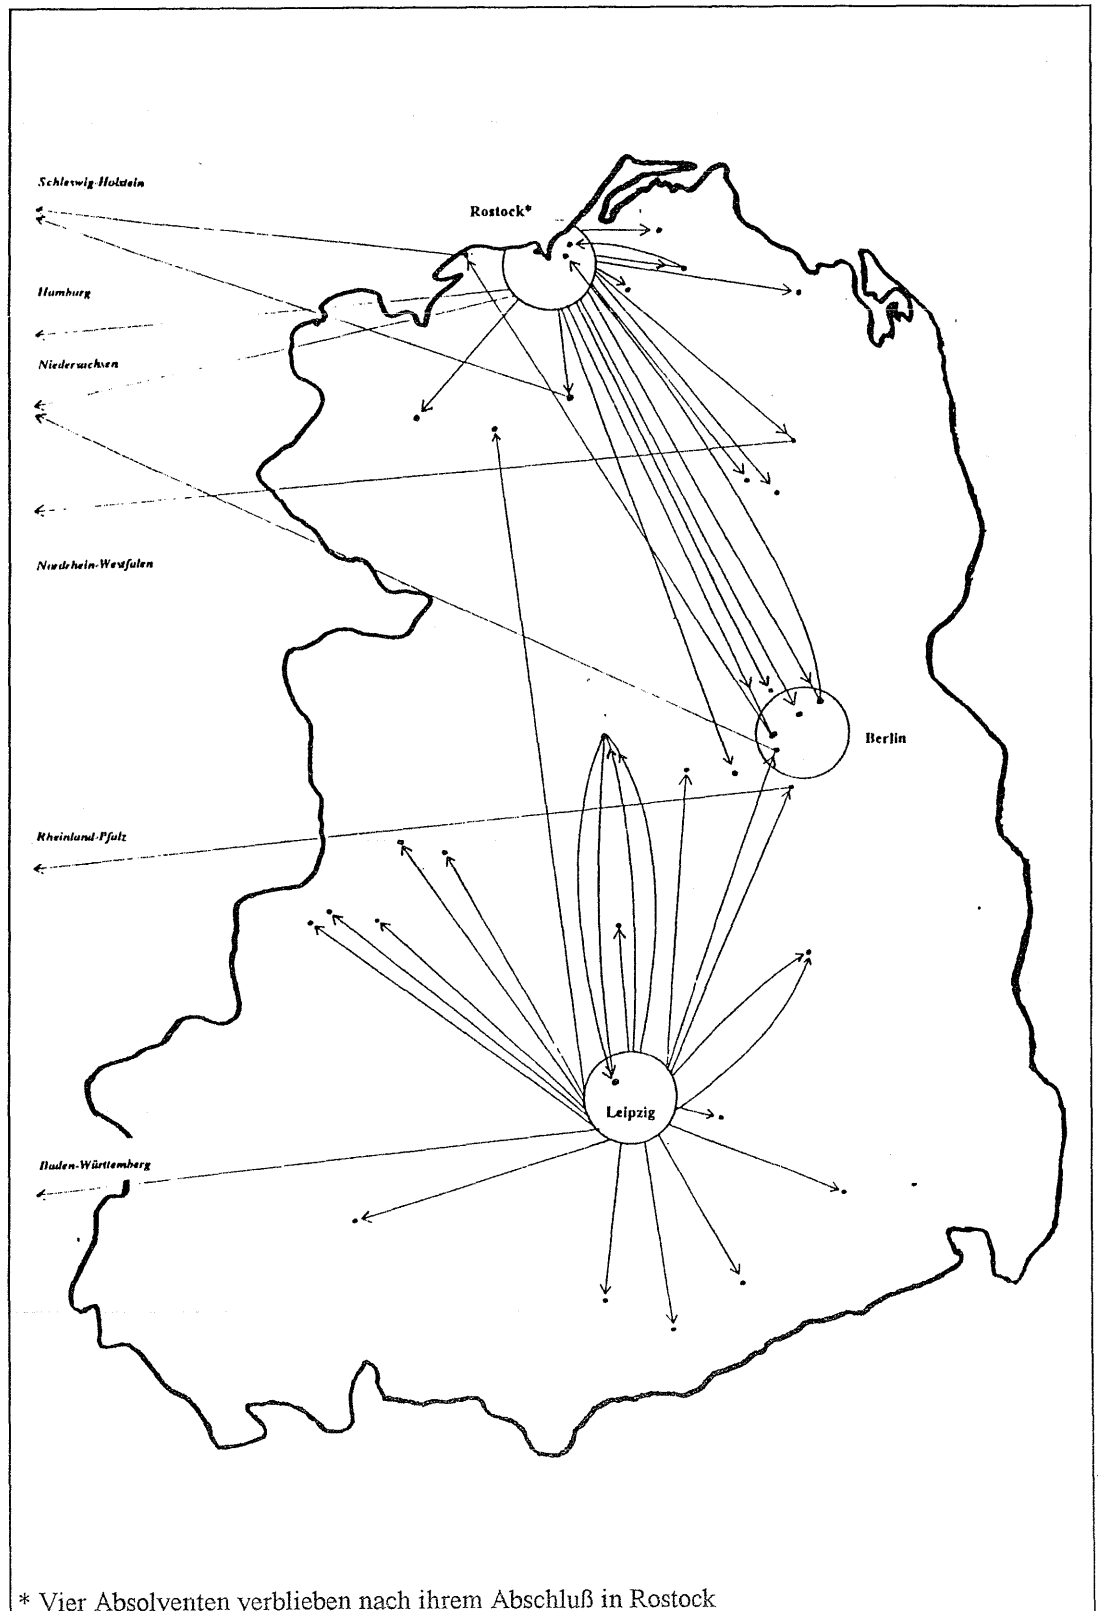 Schleswig-Holstein
Rostock*
Hamburg
Niedersachsen
Nordrhein-Westfalen
Berlin
Rheinland-Pfalz
Leipzig
Baden-Württemberg
* Vier Absolventen verblieben nach ihrem Abschluß in Rostock